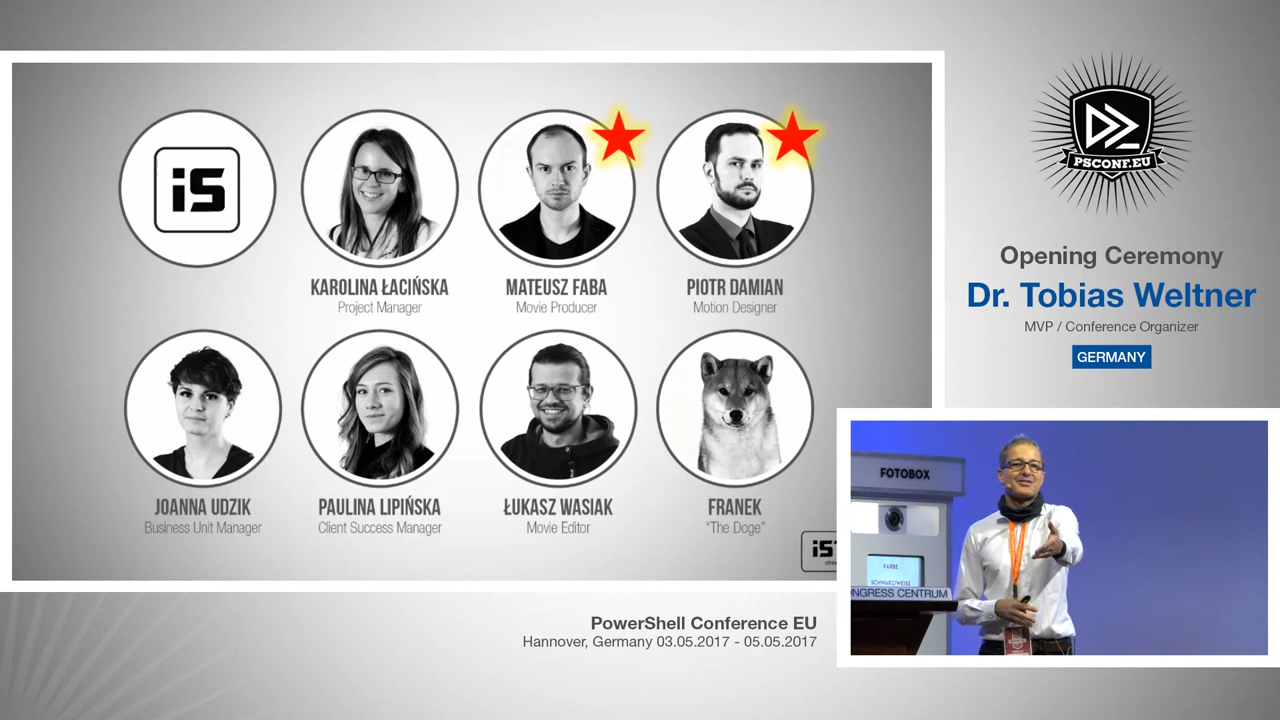 iS
KAROLINA ŁACIŃSKA
Project Manager
MATEUSZ FABA
Movie Producer
PIOTR DAMIAN
Motion Designer
JOANNA UDZIK
Business Unit Manager
PAULINA LIPIŃSKA
Client Success Manager
ŁUKASZ WASIAK
Movie Editor
FRANEK
"The Doge"
PSCONF.EU
Opening Ceremony
Dr. Tobias Weltner
MVP / Conference Organizer
GERMANY
FOTOBOX
FARBE
SCHWARZ/WEISS
ONGRESS CENTRUM
PowerShell Conference EU
Hannover, Germany 03.05.2017 - 05.05.2017